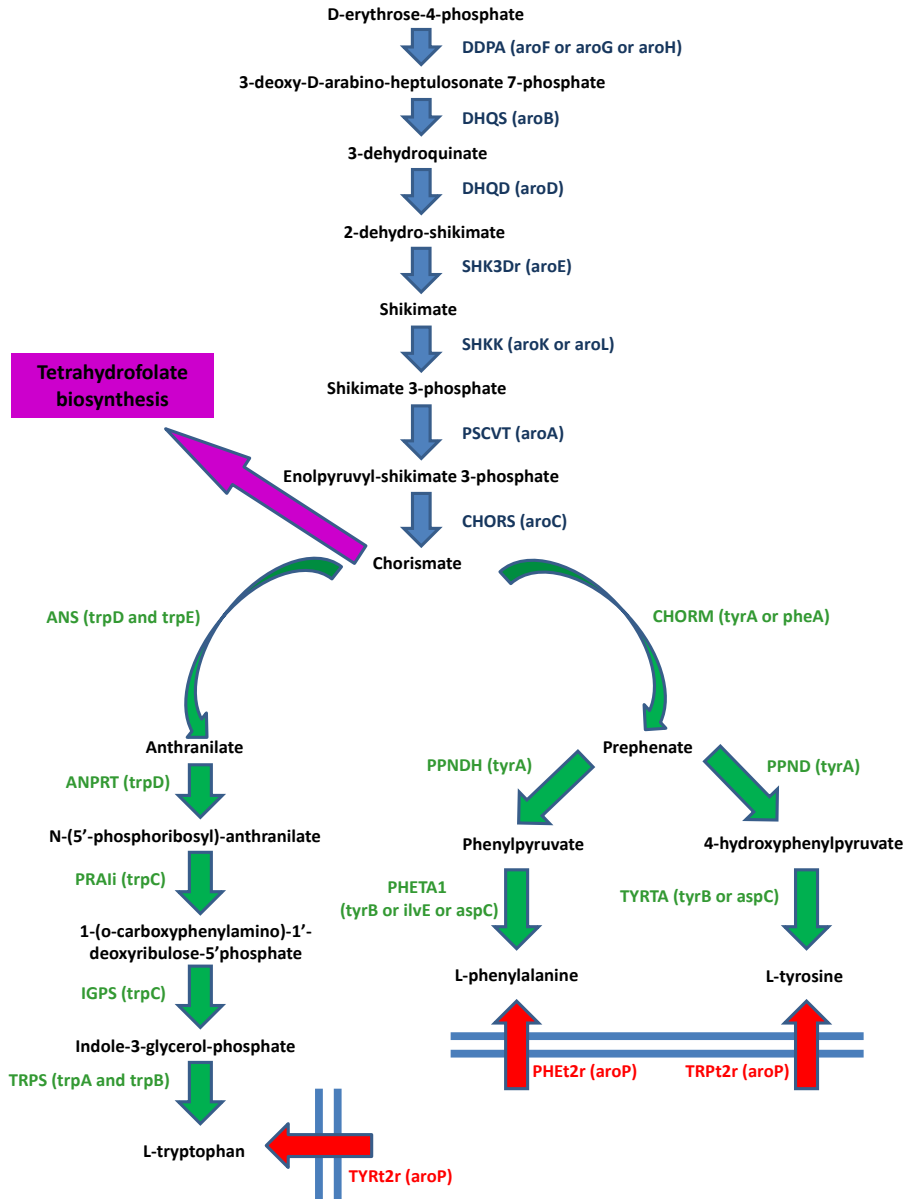 D-erythrose-4-phosphate
DDPA (aroF or aroG or aroH)
3-deoxy-D-arabino-heptulosonate 7-phosphate
DHQS (aroB)
3-dehydroquinate
DHQD (aroD)
2-dehydro-shikimate
SHK3Dr (aroE)
Shikimate
SHKK (aroK or aroL)
Tetrahydrofolate
biosynthesis
Shikimate 3-phosphate
PSCVT (aroA)
Enolpyruvyl-shikimate 3-phosphate
CHORS (aroC)
Chorismate
ANS (trpD and trpE)
CHORM (tyrA or pheA)
Anthranilate
Prephenate
ANPRT (trpD)
PPNDH (tyrA)
PPND (tyrA)
N-(5’-phosphoribosyl)-anthranilate
Phenylpyruvate
4-hydroxyphenylpyruvate
PRAIi (trpC)
PHETA1
(tyrB or ilvE or aspC)
TYRTA (tyrB or aspC)
1-(o-carboxyphenylamino)-1’-
deoxyribulose-5’phosphate
L-phenylalanine
L-tyrosine
IGPS (trpC)
Indole-3-glycerol-phosphate
PHEt2r (aroP)
TRPt2r (aroP)
TRPS (trpA and trpB)
L-tryptophan
TYRt2r (aroP)